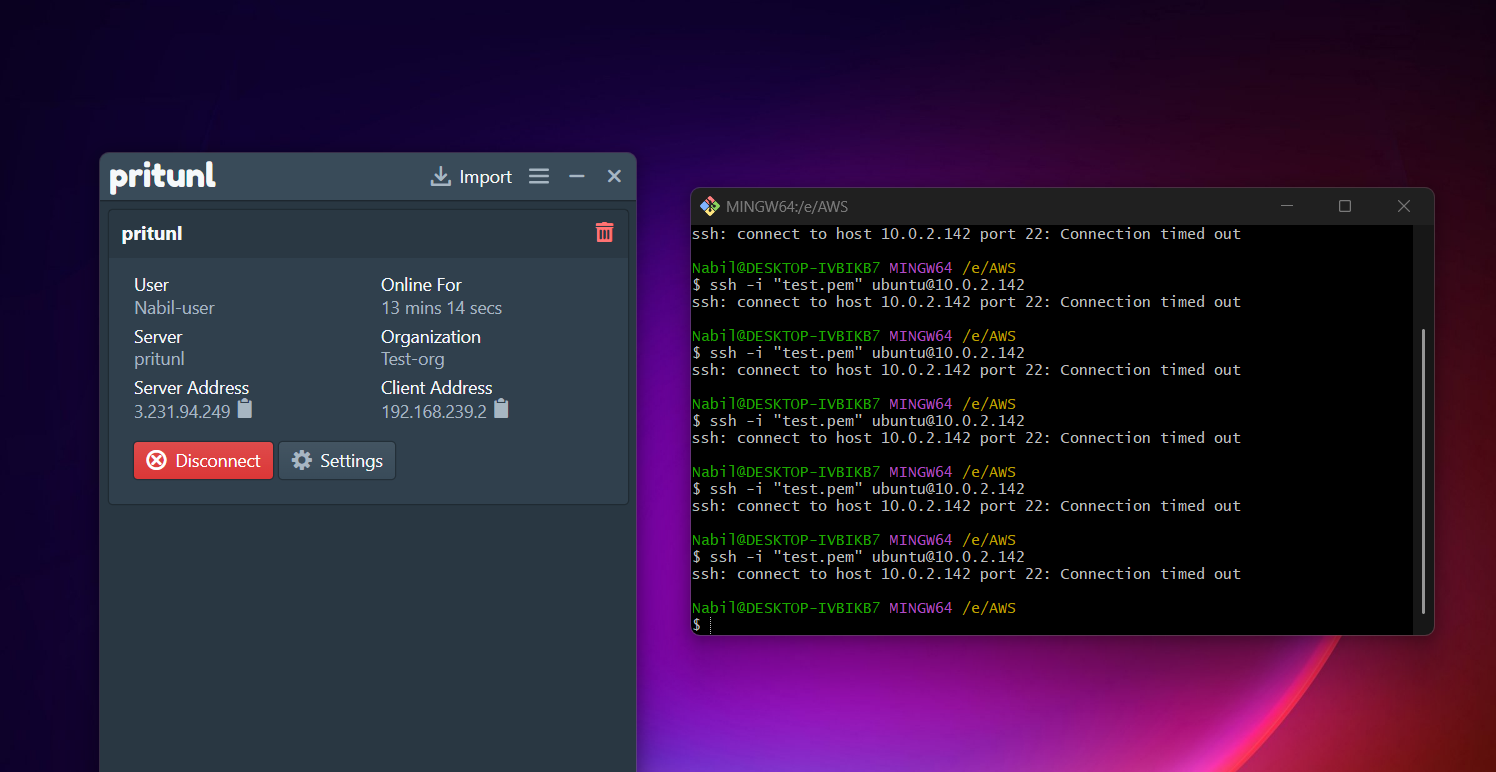 pritunl
Import
pritunl
User
Nabil-user
Online For
13 mins 14 secs
Server
pritunl
Organization
Test-org
Server Address
3.231.94.249
Client Address
192.168.239.2
Disconnect
Settings
MINGW64:/e/AWS
ssh: connect to host 10.0.2.142 port 22: Connection timed out
Nabil@DESKTOP-IVBIKB7 MINGW64 /e/AWS
$ ssh -i "test.pem" ubuntu@10.0.2.142
ssh: connect to host 10.0.2.142 port 22: Connection timed out
Nabil@DESKTOP-IVBIKB7 MINGW64 /e/AWS
$ ssh -i "test.pem" ubuntu@10.0.2.142
ssh: connect to host 10.0.2.142 port 22: Connection timed out
Nabil@DESKTOP-IVBIKB7 MINGW64 /e/AWS
$ ssh -i "test.pem" ubuntu@10.0.2.142
ssh: connect to host 10.0.2.142 port 22: Connection timed out
Nabil@DESKTOP-IVBIKB7 MINGW64 /e/AWS
$ ssh -i "test.pem" ubuntu@10.0.2.142
ssh: connect to host 10.0.2.142 port 22: Connection timed out
Nabil@DESKTOP-IVBIKB7 MINGW64 /e/AWS
$ ssh -i "test.pem" ubuntu@10.0.2.142
ssh: connect to host 10.0.2.142 port 22: Connection timed out
Nabil@DESKTOP-IVBIKB7 MINGW64 /e/AWS
$